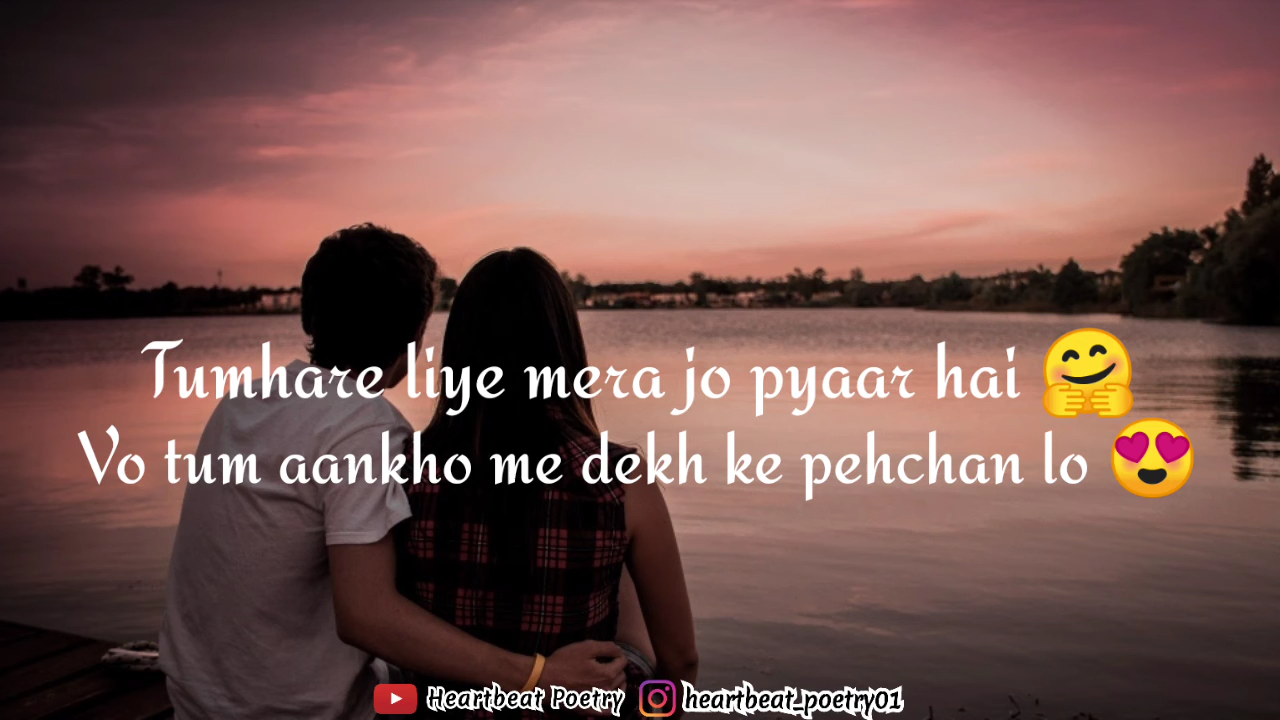 Tumhare liye mera jo pyaar hai 🤗
Vo tum aankho me dekh ke pehchan lo 😍
Heartbeat Poetry heartbeat_poetry01